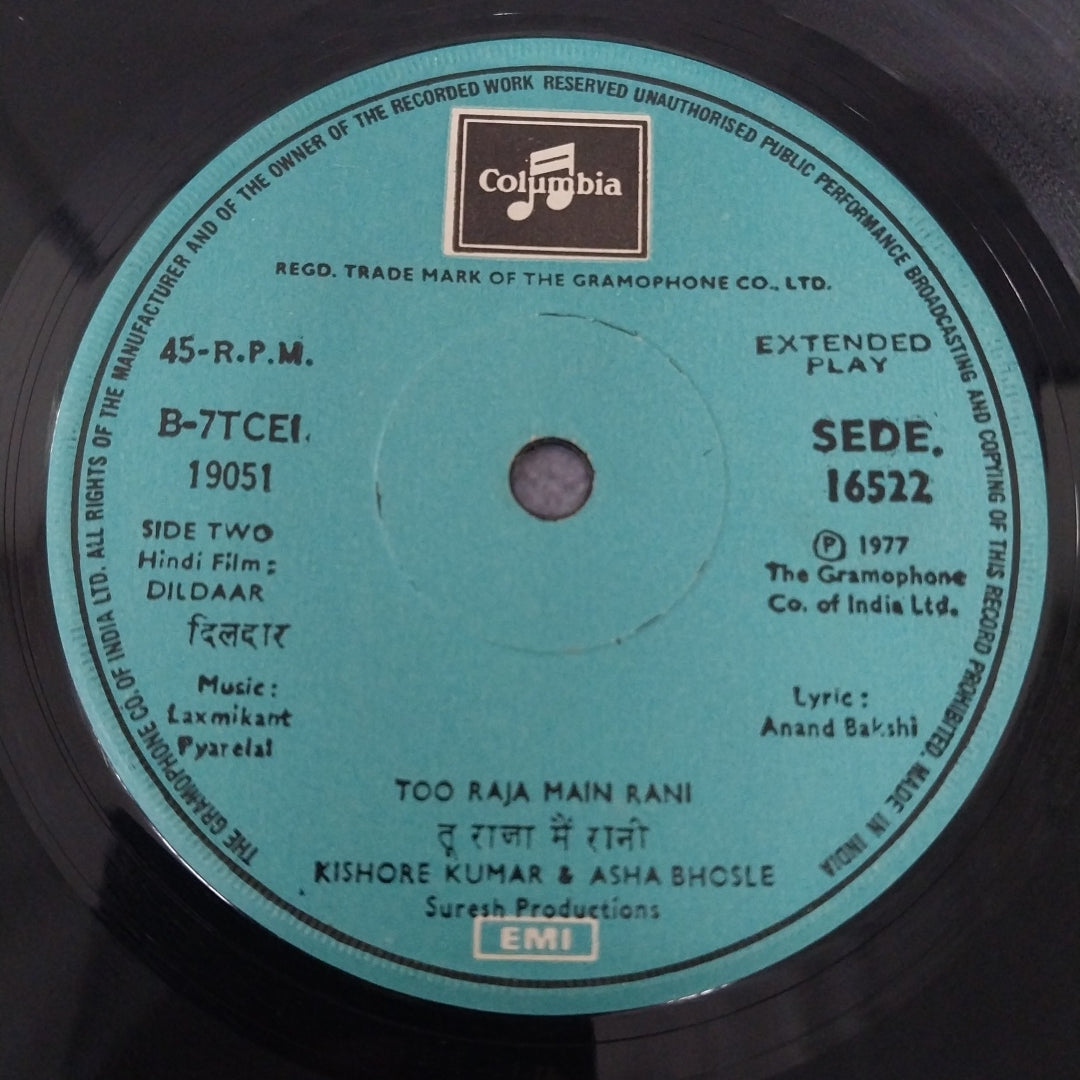 THE GRAMOPHONE CO. OF INDIA LTD. ALL RIGHTS OF THE MANUFACTURER AND OF THE OWNER OF THE RECORDED WORK RESERVED UNAUTHORISED PUBLIC PERFORMANCE BROADCASTING AND COPYING OF THIS RECORD PROHIBITED. MADE IN INDIA
Columbia
REGD. TRADE MARK OF THE GRAMOPHONE CO., LTD.
45-R.P.M.
EXTENDED
PLAY
B-7TCEI.
19051
SEDE.
16522
SIDE TWO
Hindi Film:
DILDAAR
दिलदार
Ⓟ 1977
The Gramophone
Co. of India Ltd.
Music:
Laxmikant
Pyarelal
Lyric:
Anand Bakshi
TOO RAJA MAIN RANI
तू राजा मैं रानी
KISHORE KUMAR & ASHA BHOSLE
Suresh Productions
EMI